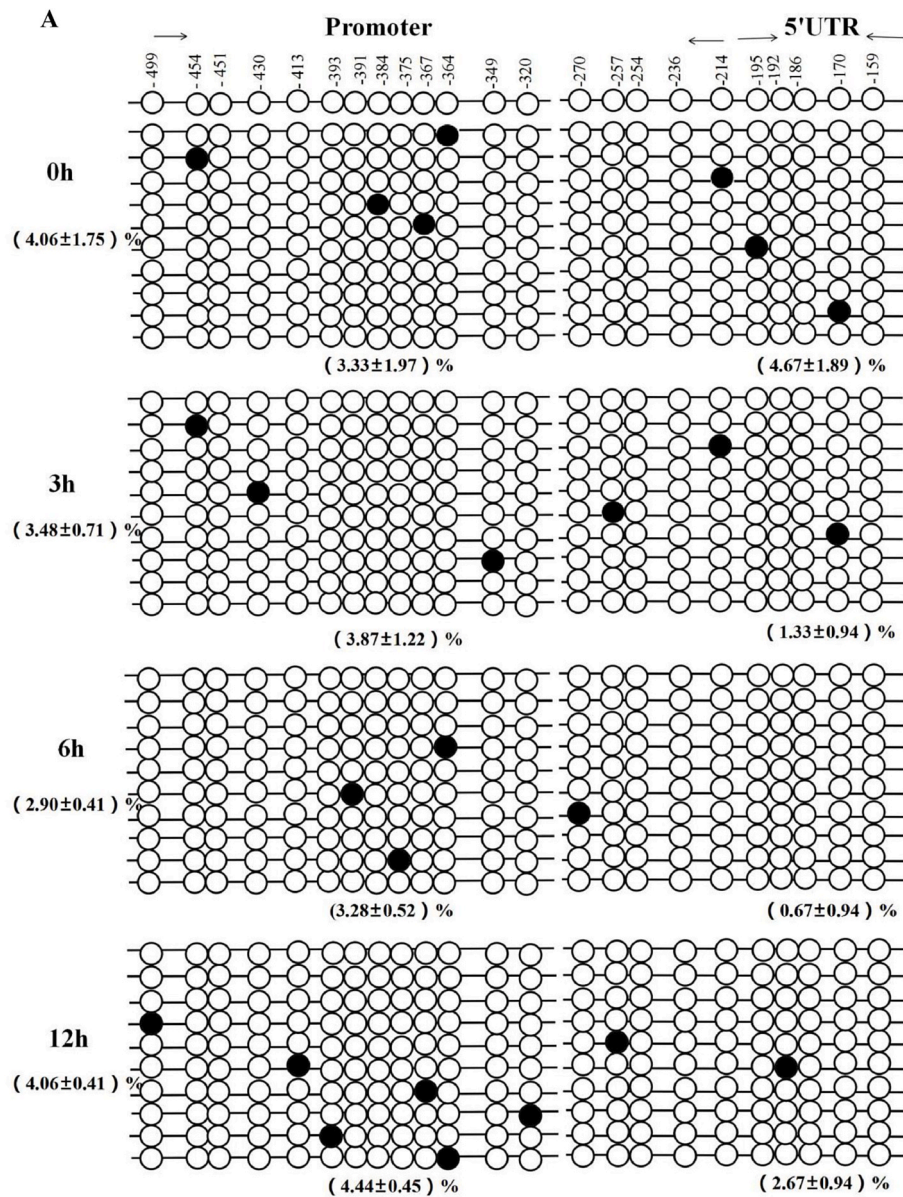 A
Promoter
5'UTR
-499 -454 -451 -430 -413 -393 -391 -384 -375 -367 -364 -349 -320 -270 -257 -254 -236 -214 -195 -192 -186 -170 -159
0h
( 4.06±1.75 ) %
( 3.33±1.97 ) %
( 4.67±1.89 ) %
3h
( 3.48±0.71 ) %
( 3.87±1.22 ) %
( 1.33±0.94 ) %
6h
( 2.90±0.41 ) %
(3.28±0.52 ) %
( 0.67±0.94 ) %
12h
( 4.06±0.41 ) %
( 4.44±0.45 ) %
( 2.67±0.94 ) %